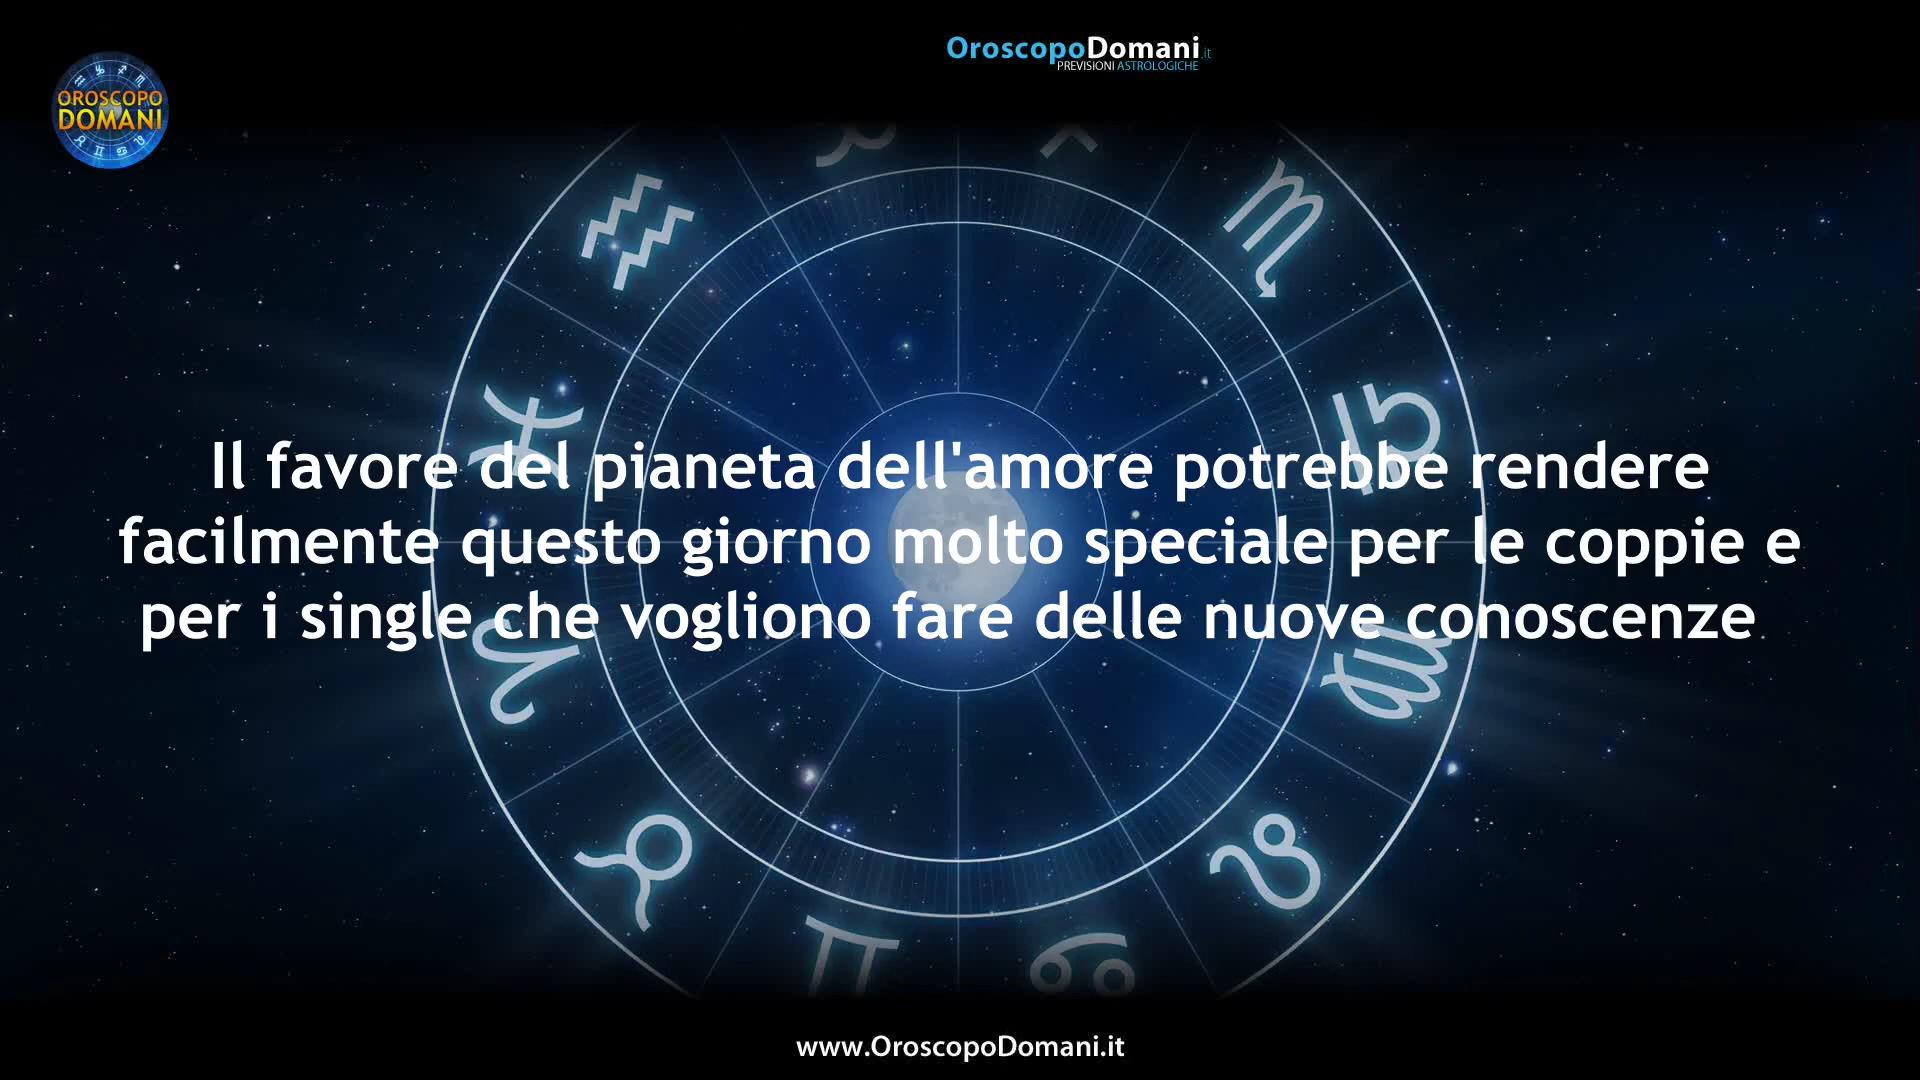 OroscopoDomani.it
PREVISIONI ASTROLOGICHE
OROSCOPO
DOMANI
Il favore del pianeta dell'amore potrebbe rendere
facilmente questo giorno molto speciale per le coppie e
per i single che vogliono fare delle nuove conoscenze
www.OroscopoDomani.it